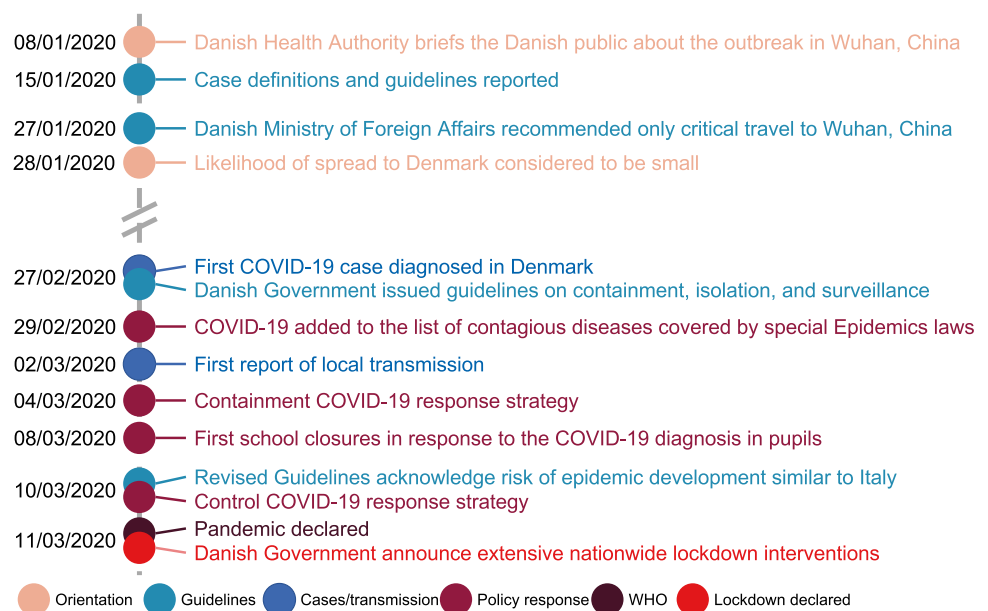 08/01/2020 Danish Health Authority briefs the Danish public about the outbreak in Wuhan, China
15/01/2020 Case definitions and guidelines reported
27/01/2020 Danish Ministry of Foreign Affairs recommended only critical travel to Wuhan, China
28/01/2020 Likelihood of spread to Denmark considered to be small
27/02/2020 First COVID-19 case diagnosed in Denmark
Danish Government issued guidelines on containment, isolation, and surveillance
29/02/2020 COVID-19 added to the list of contagious diseases covered by special Epidemics laws
02/03/2020 First report of local transmission
04/03/2020 Containment COVID-19 response strategy
08/03/2020 First school closures in response to the COVID-19 diagnosis in pupils
10/03/2020 Revised Guidelines acknowledge risk of epidemic development similar to Italy
Control COVID-19 response strategy
11/03/2020 Pandemic declared
Danish Government announce extensive nationwide lockdown interventions
Orientation Guidelines Cases/transmission Policy response WHO Lockdown declared